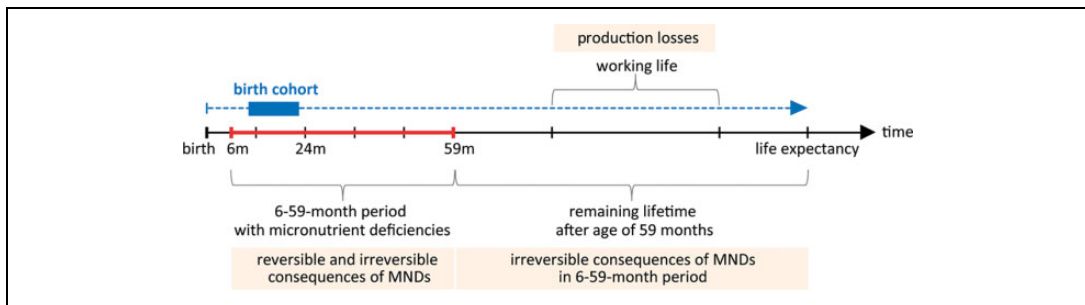 production losses
working life
birth cohort
time
birth 6m 24m 59m life expectancy
6-59-month period
with micronutrient deficiencies
remaining lifetime
after age of 59 months
reversible and irreversible
consequences of MNDs
irreversible consequences of MNDs
in 6-59-month period